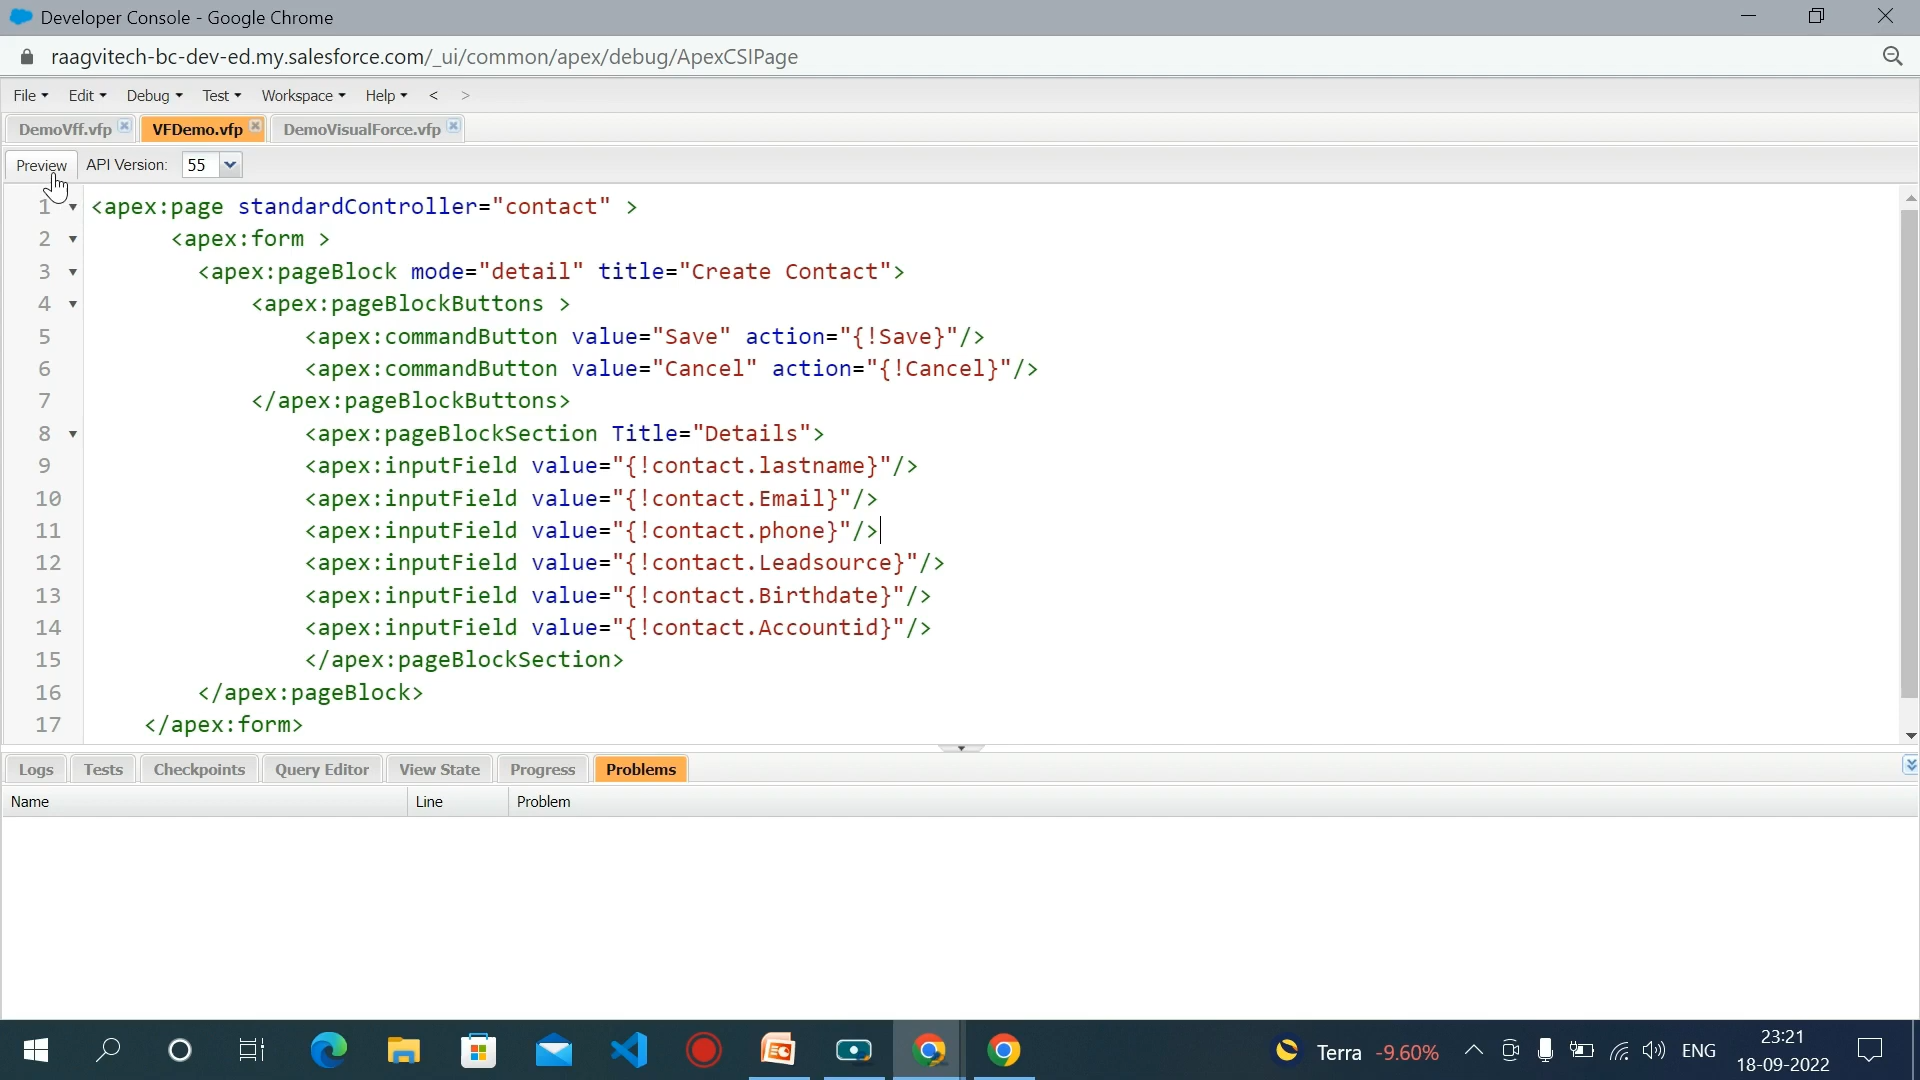 Developer Console - Google Chrome
raagvitech-bc-dev-ed.my.salesforce.com/_ui/common/apex/debug/ApexCSIPage
File Edit Debug Test Workspace Help < >
DemoVff.vfp VFDemo.vfp DemoVisualForce.vfp
Preview API Version: 55
1 <apex:page standardController="contact" >
2 <apex:form >
3 <apex:pageBlock mode="detail" title="Create Contact">
4 <apex:pageBlockButtons >
5 <apex:commandButton value="Save" action="{!Save}"/>
6 <apex:commandButton value="Cancel" action="{!Cancel}"/>
7 </apex:pageBlockButtons>
8 <apex:pageBlockSection Title="Details">
9 <apex:inputField value="{!contact.lastname}"/>
10 <apex:inputField value="{!contact.Email}"/>
11 <apex:inputField value="{!contact.phone}"/>
12 <apex:inputField value="{!contact.Leadsource}"/>
13 <apex:inputField value="{!contact.Birthdate}"/>
14 <apex:inputField value="{!contact.Accountid}"/>
15 </apex:pageBlockSection>
16 </apex:pageBlock>
17 </apex:form>
Logs Tests Checkpoints Query Editor View State Progress Problems
Name Line Problem
Terra -9.60% ENG 23:21
18-09-2022